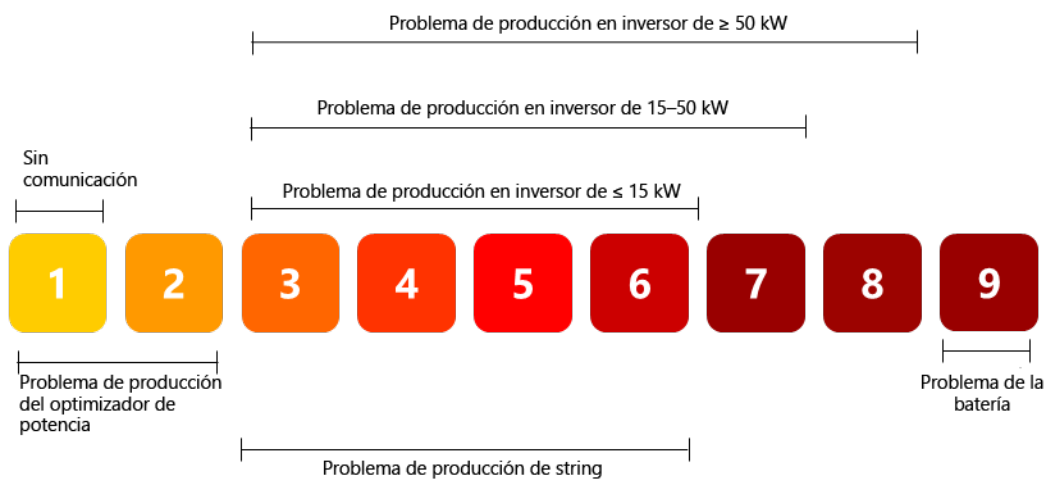 Problema de producción en inversor de ≥ 50 kW
Problema de producción en inversor de 15–50 kW
Sin
comunicación
Problema de producción en inversor de ≤ 15 kW
1 2 3 4 5 6 7 8 9
Problema de producción
del optimizador de
potencia
Problema de la
batería
Problema de producción de string